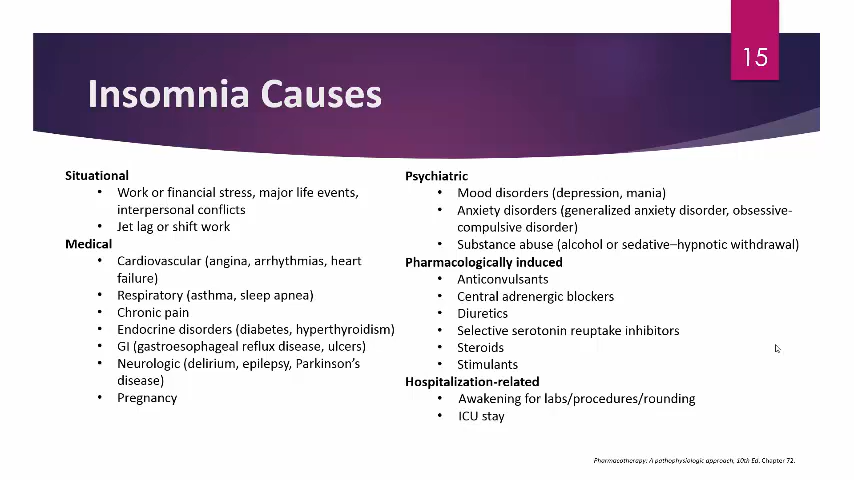 15
Insomnia Causes
Situational
• Work or financial stress, major life events,
interpersonal conflicts
• Jet lag or shift work
Medical
• Cardiovascular (angina, arrhythmias, heart
failure)
• Respiratory (asthma, sleep apnea)
• Chronic pain
• Endocrine disorders (diabetes, hyperthyroidism)
• GI (gastroesophageal reflux disease, ulcers)
• Neurologic (delirium, epilepsy, Parkinson's
disease)
• Pregnancy
Psychiatric
• Mood disorders (depression, mania)
• Anxiety disorders (generalized anxiety disorder, obsessive-
compulsive disorder)
• Substance abuse (alcohol or sedative–hypnotic withdrawal)
Pharmacologically induced
• Anticonvulsants
• Central adrenergic blockers
• Diuretics
• Selective serotonin reuptake inhibitors
• Steroids
• Stimulants
Hospitalization-related
• Awakening for labs/procedures/rounding
• ICU stay
Pharmacotherapy: A pathophysiologic approach, 10th Ed. Chapter 72.